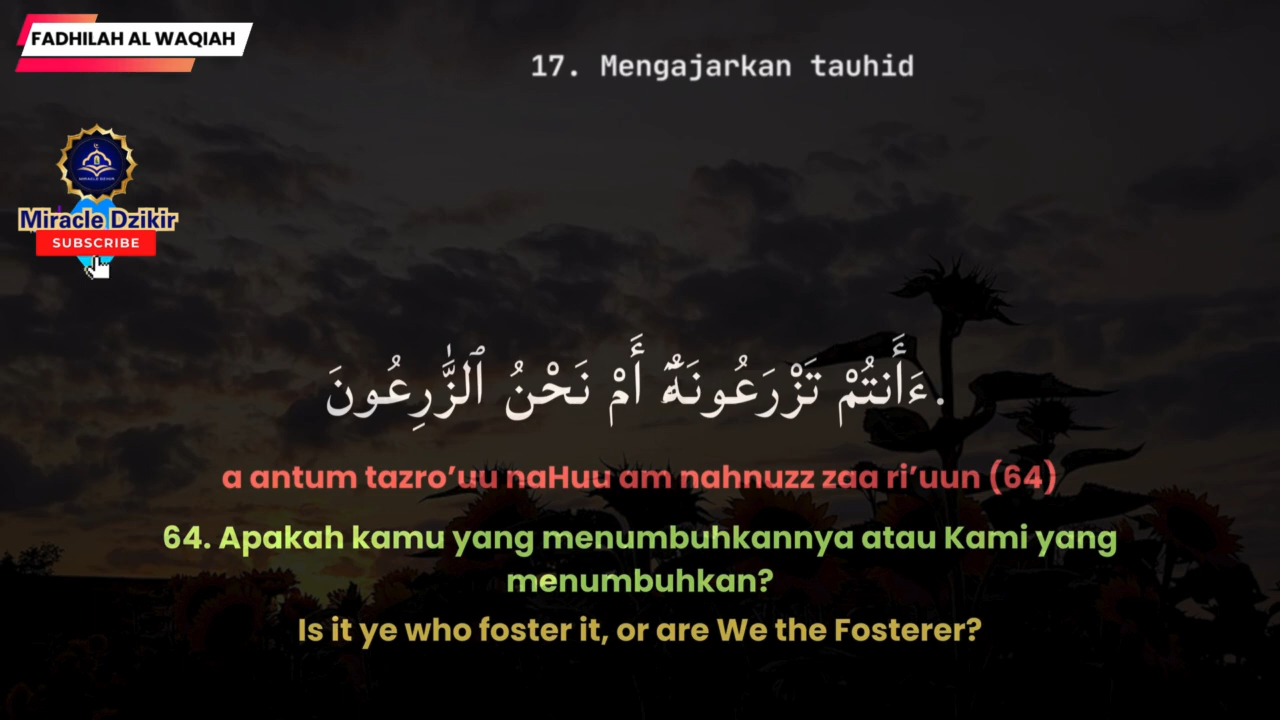 FADHILAH AL WAQIAH
17. Mengajarkan tauhid
MIRACLE DZIKIR
Miracle Dzikir
SUBSCRIBE
ءَأَنتُمْ تَزْرَعُونَهُۥٓ أَمْ نَحْنُ ٱلزَّٰرِعُونَ.
a antum tazro’uu naHuu am nahnuzz zaa ri’uun (64)
64. Apakah kamu yang menumbuhkannya atau Kami yang
menumbuhkan?
Is it ye who foster it, or are We the Fosterer?